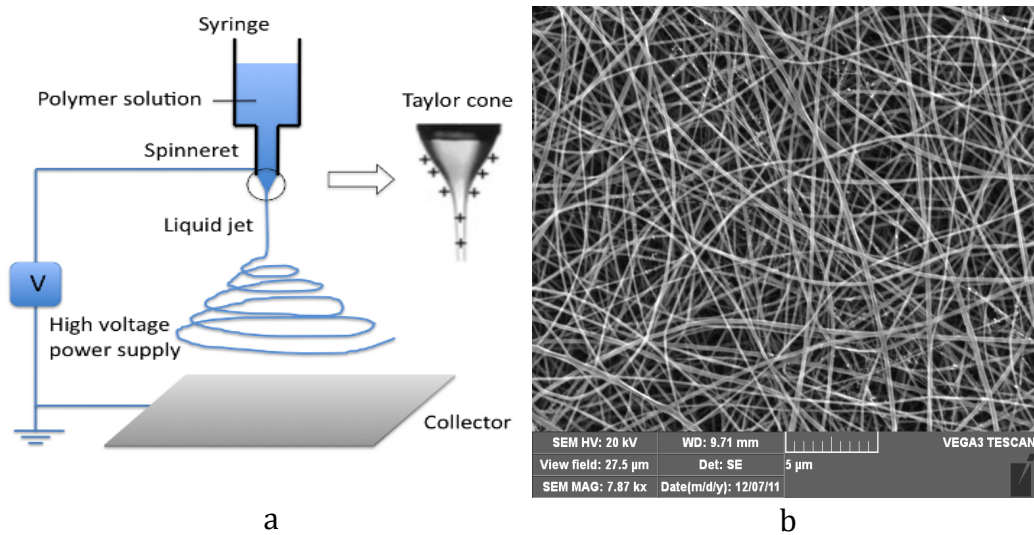 Syringe
Polymer solution
Spinneret
Liquid jet
V
High voltage
power supply
Collector
Taylor cone
+ +
+ +
+ +
+
+
SEM HV: 20 kV WD: 9.71 mm VEGA3 TESCAN
View field: 27.5 µm Det: SE 5 µm
SEM MAG: 7.87 kx Date(m/d/y): 12/07/11
a
b